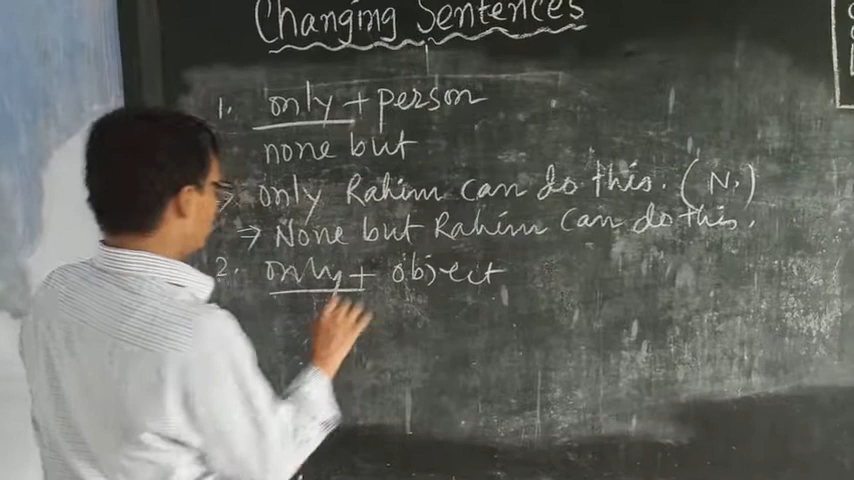 Changing Sentences
1. only + person
none but
only Rahim can do this. (N.)
⇒ None but Rahim can do this.
2. only + object